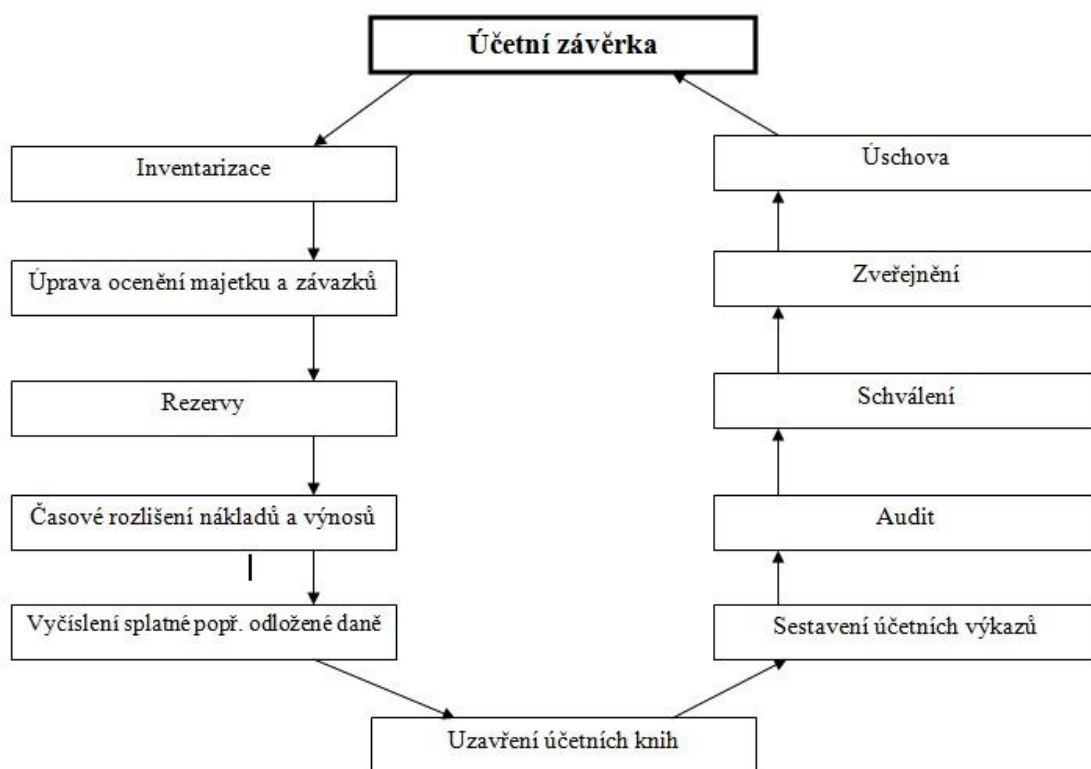 Účetní závěrka
Inventarizace
Úprava ocenění majetku a závazků
Rezervy
Časové rozlišení nákladů a výnosů
Vyčíslení splatné popř. odložené daně
Uzavření účetních knih
Sestavení účetních výkazů
Audit
Schválení
Zveřejnění
Úschova